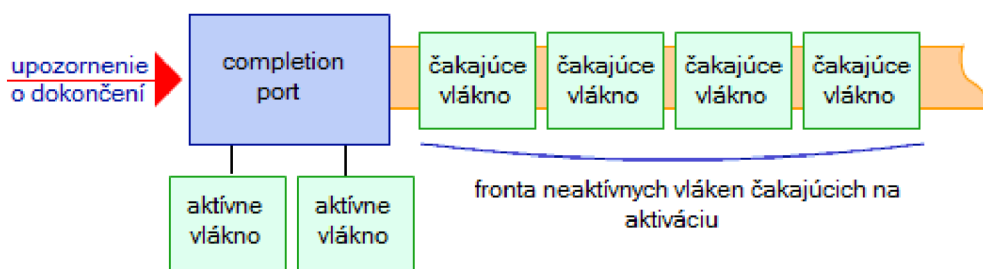 upozornenie
o dokončení
completion
port
čakajúce
vlákno
čakajúce
vlákno
čakajúce
vlákno
čakajúce
vlákno
fronta neaktívnych vláken čakajúcich na
aktiváciu
aktívne
vlákno
aktívne
vlákno